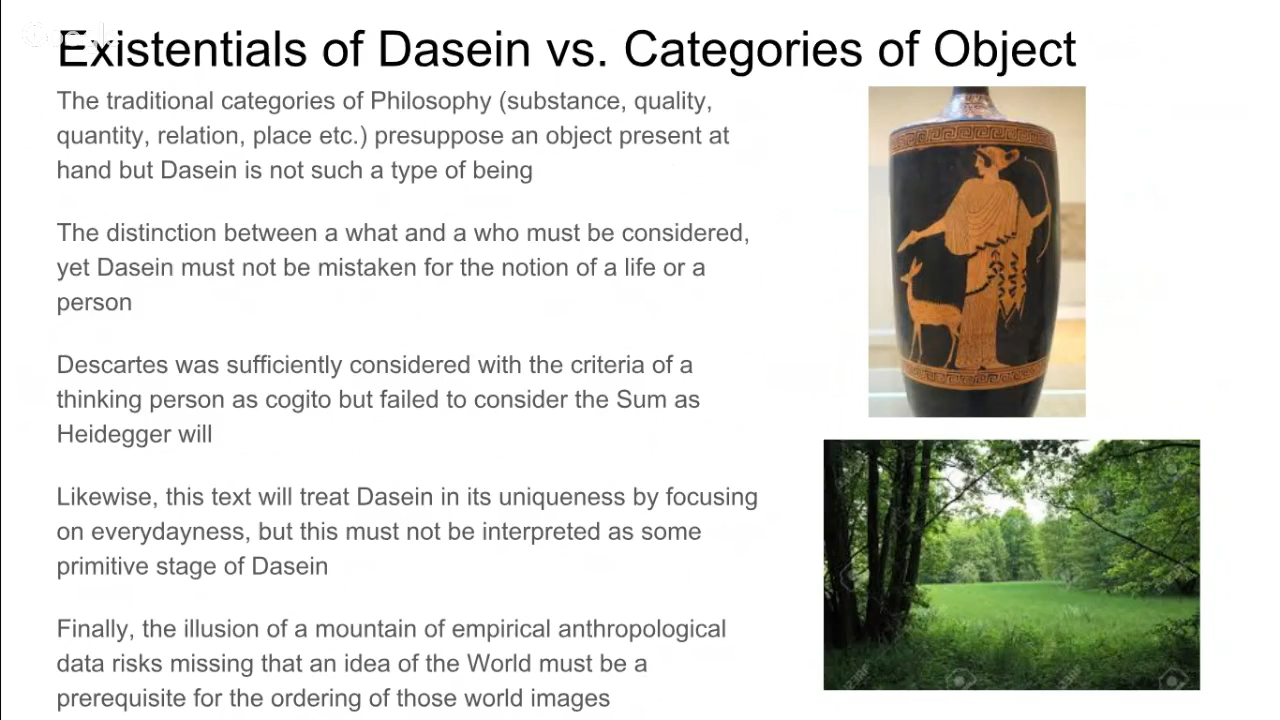 Existentials of Dasein vs. Categories of Object
The traditional categories of Philosophy (substance, quality,
quantity, relation, place etc.) presuppose an object present at
hand but Dasein is not such a type of being
The distinction between a what and a who must be considered,
yet Dasein must not be mistaken for the notion of a life or a
person
Descartes was sufficiently considered with the criteria of a
thinking person as cogito but failed to consider the Sum as
Heidegger will
Likewise, this text will treat Dasein in its uniqueness by focusing
on everydayness, but this must not be interpreted as some
primitive stage of Dasein
Finally, the illusion of a mountain of empirical anthropological
data risks missing that an idea of the World must be a
prerequisite for the ordering of those world images